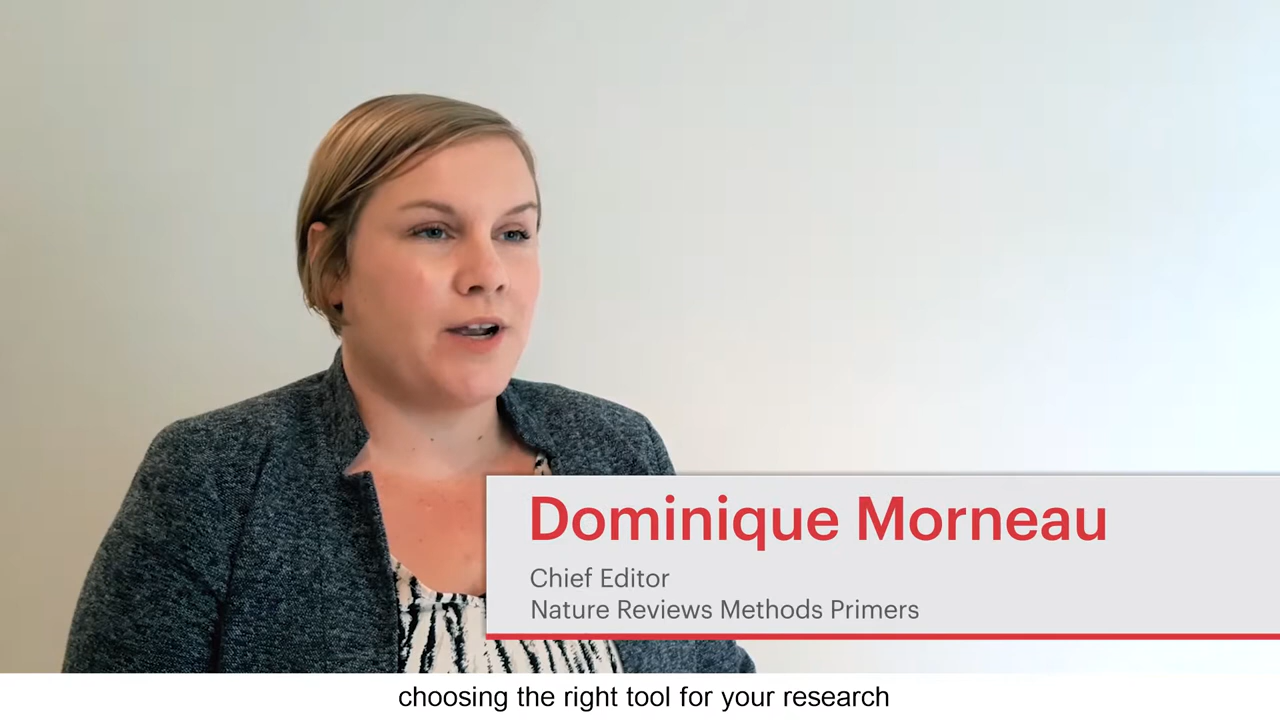 Dominique Morneau
Chief Editor
Nature Reviews Methods Primers
choosing the right tool for your research